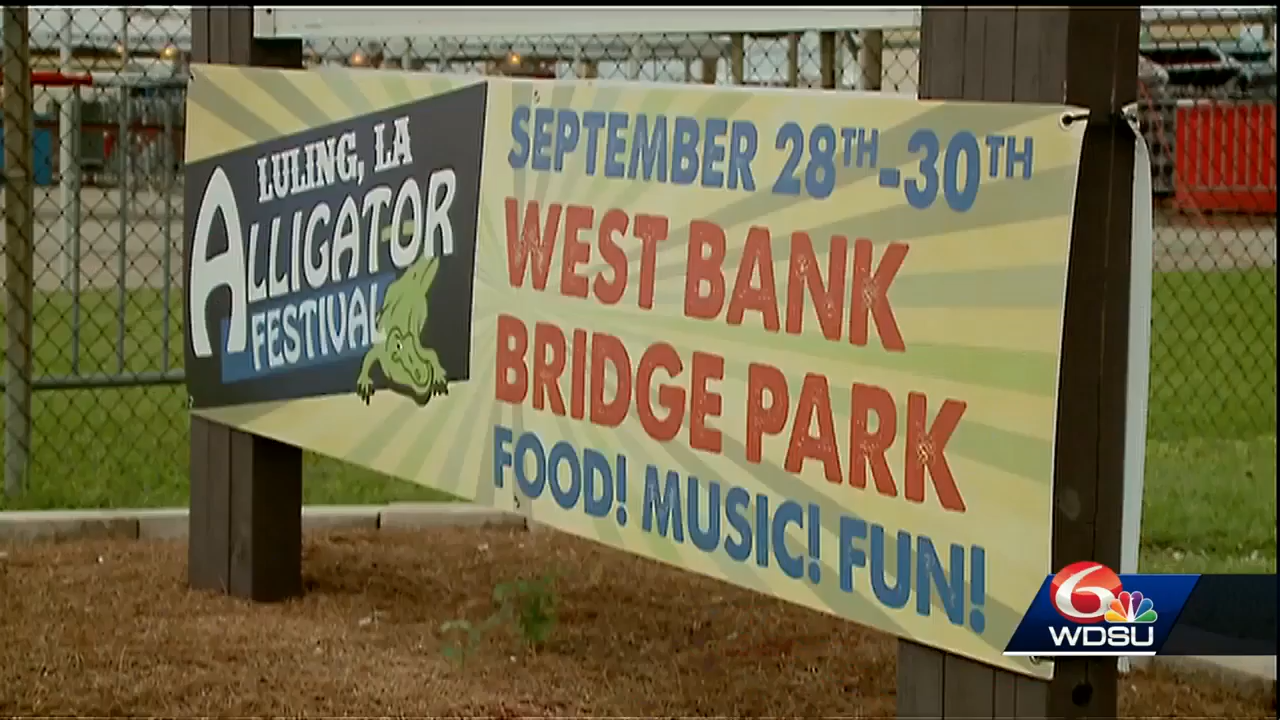 LULING, LA
ALLIGATOR
FESTIVAL
SEPTEMBER 28TH-30TH
WEST BANK
BRIDGE PARK
FOOD! MUSIC! FUN!
6
WDSU